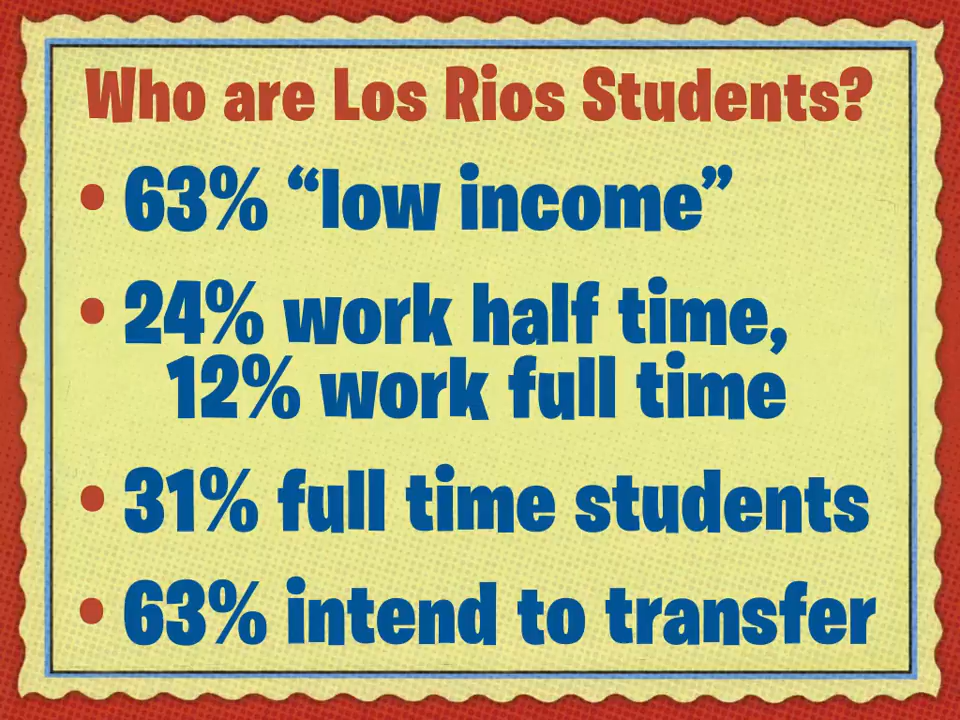 Who are Los Rios Students?
• 63% “low income”
• 24% work half time,
12% work full time
• 31% full time students
• 63% intend to transfer